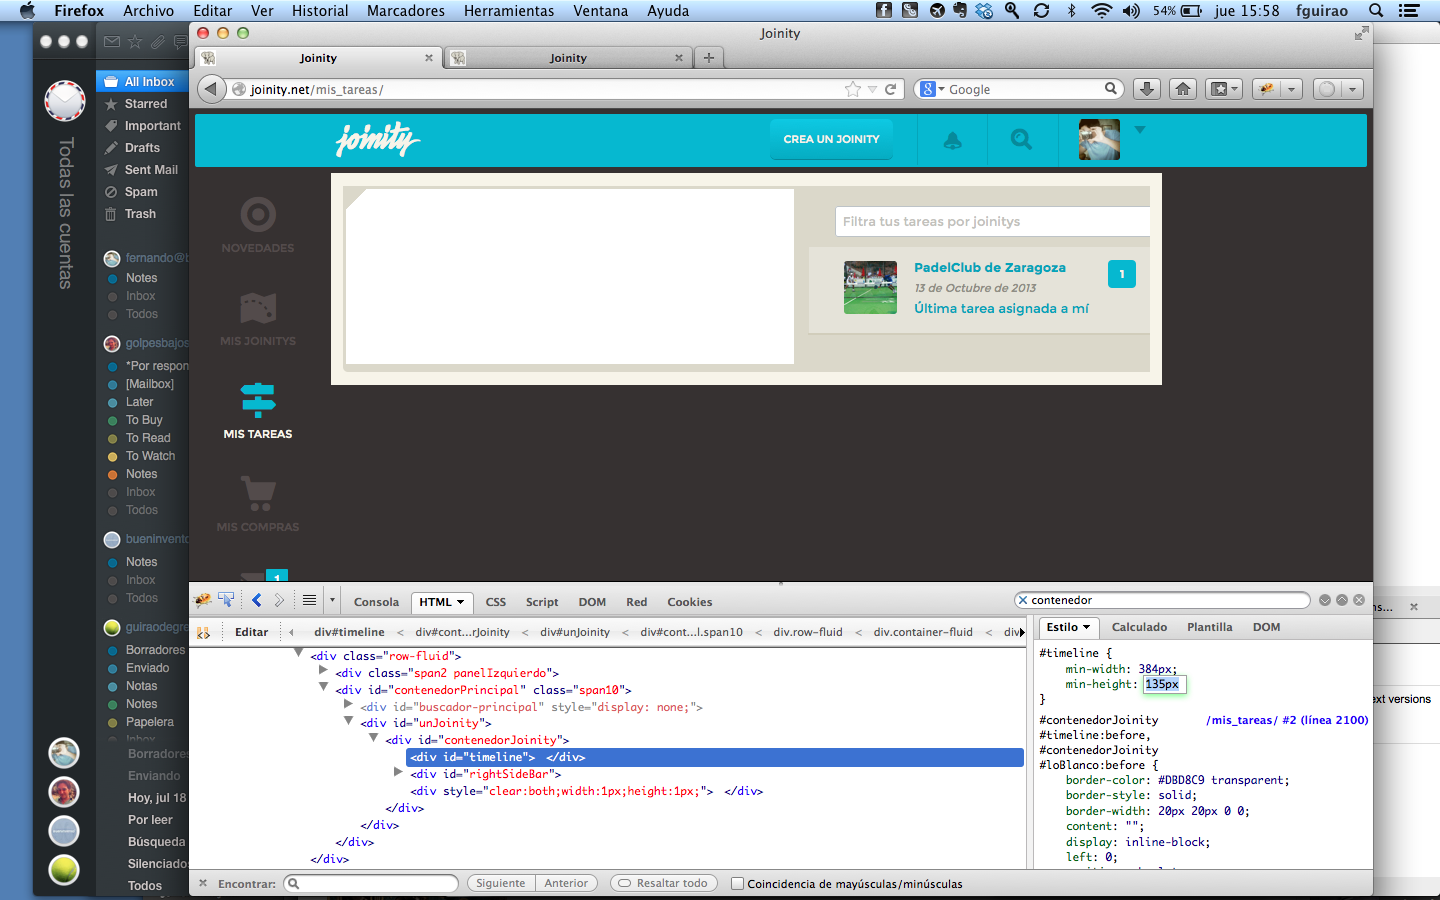 Firefox Archivo Editar Ver Historial Marcadores Herramientas Ventana Ayuda 54% jue 15:58 fguirao
Joinity
Joinity
Joinity
joinity.net/mis_tareas/
Google
Todas las cuentas
All Inbox
Starred
Important
Drafts
Sent Mail
Spam
Trash
fernando@b
Notes
Inbox
Todos
golpesbajos
*Por respon
[Mailbox]
Later
To Buy
To Read
To Watch
Notes
Inbox
Todos
bueninvento
Notes
Inbox
Todos
guiraodegre
Borradores
Enviado
Notas
Notes
Papelera
Inbox
Borradores
Enviando
Hoy, jul 18
Por leer
Búsqueda
Silenciados
Todos
joinity
CREA UN JOINITY
NOVEDADES
MIS JOINITYS
MIS TAREAS
MIS COMPRAS
1
Filtra tus tareas por joinitys
PadelClub de Zaragoza
1
13 de Octubre de 2013
Última tarea asignada a mí
Consola HTML CSS Script DOM Red Cookies
contenedor
Editar
div#timeline < div#cont...rJoinity < div#unJoinity < div#cont...l.span10 < div.row-fluid < div.container-fluid < div
<div class="row-fluid">
<div class="span2 panelIzquierdo">
<div id="contenedorPrincipal" class="span10">
<div id="buscador-principal" style="display: none;">
<div id="unJoinity">
<div id="contenedorJoinity">
<div id="timeline"> </div>
<div id="rightSideBar">
<div style="clear:both;width:1px;height:1px;"> </div>
</div>
</div>
</div>
</div>
Estilo Calculado Plantilla DOM
#timeline {
min-width: 384px;
min-height: 135px
}
#contenedorJoinity /mis_tareas/ #2 (línea 2100)
#timeline:before,
#contenedorJoinity
#loBlanco:before {
border-color: #DBD8C9 transparent;
border-style: solid;
border-width: 20px 20px 0 0;
content: "";
display: inline-block;
left: 0;
Encontrar: Siguiente Anterior Resaltar todo Coincidencia de mayúsculas/minúsculas
ns...
ext versions